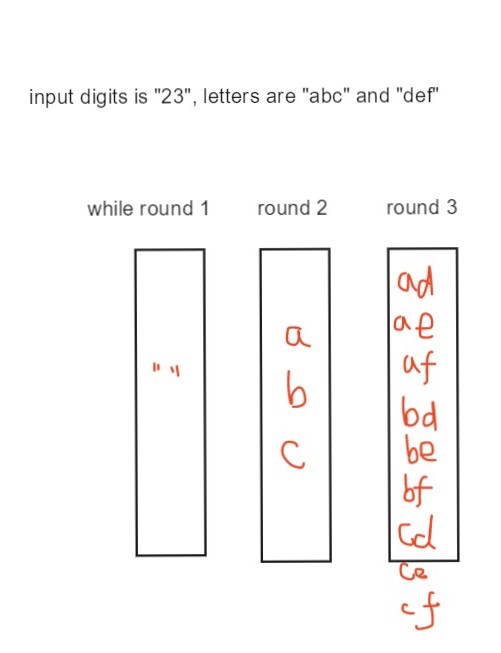 input digits is "23", letters are "abc" and "def"
while round 1
round 2
round 3
" "
a
b
c
ad
ae
af
bd
be
bf
cd
ce
cf